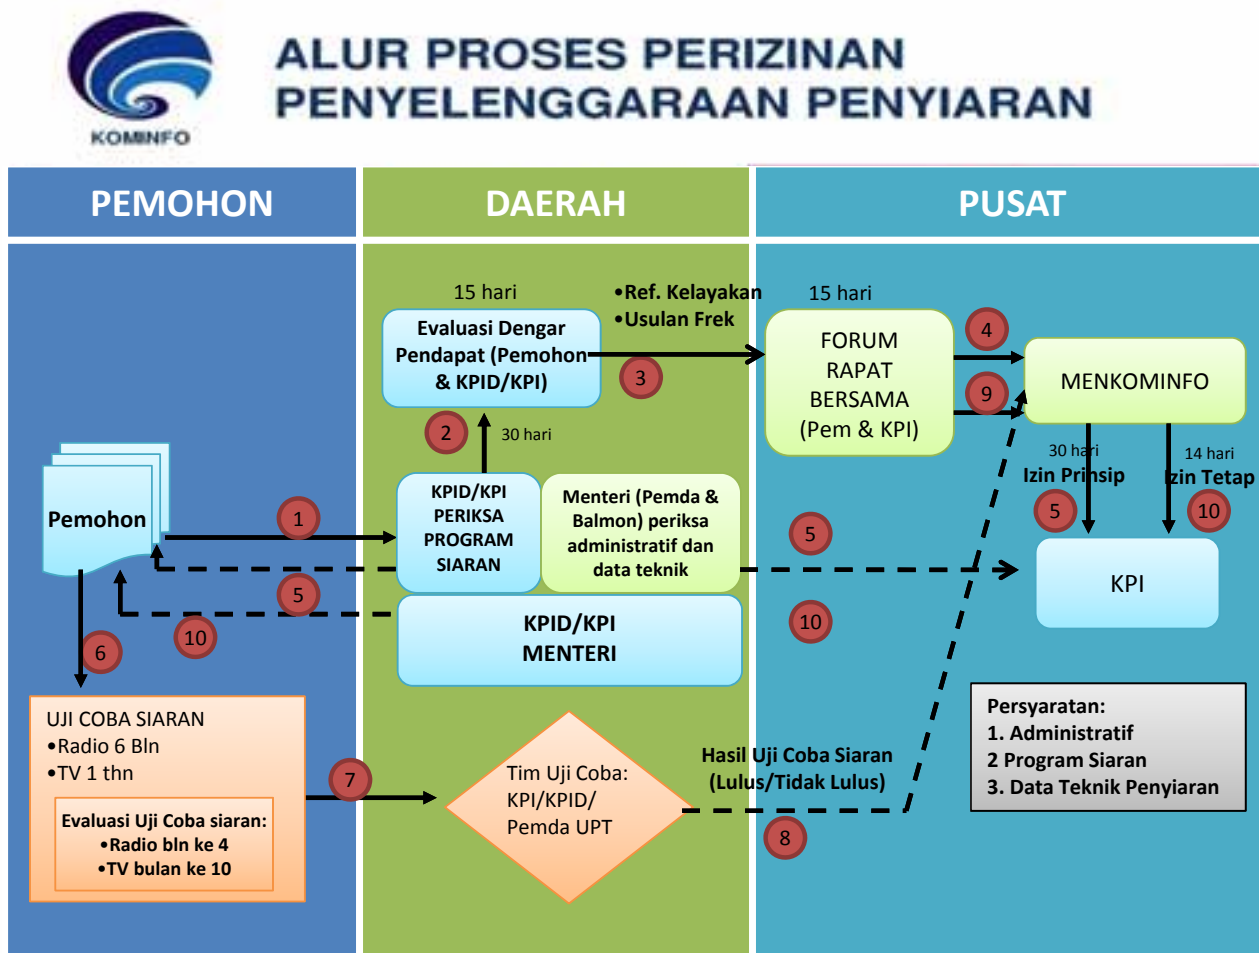 KOMINFO
ALUR PROSES PERIZINAN
PENYELENGGARAAN PENYIARAN
PEMOHON
DAERAH
PUSAT
15 hari
•Ref. Kelayakan
•Usulan Frek
15 hari
Evaluasi Dengar
Pendapat (Pemohon
& KPID/KPI)
3
FORUM
RAPAT
BERSAMA
(Pem & KPI)
4
9
MENKOMINFO
2
30 hari
30 hari
Izin Prinsip
5
14 hari
Izin Tetap
10
Pemohon
1
KPID/KPI
PERIKSA
PROGRAM
SIARAN
Menteri (Pemda &
Balmon) periksa
administratif dan
data teknik
5
10
KPI
5
10
KPID/KPI
MENTERI
6
UJI COBA SIARAN
•Radio 6 Bln
•TV 1 thn
Evaluasi Uji Coba siaran:
•Radio bln ke 4
•TV bulan ke 10
7
Tim Uji Coba:
KPI/KPID/
Pemda UPT
Hasil Uji Coba Siaran
(Lulus/Tidak Lulus)
8
Persyaratan:
1. Administratif
2 Program Siaran
3. Data Teknik Penyiaran